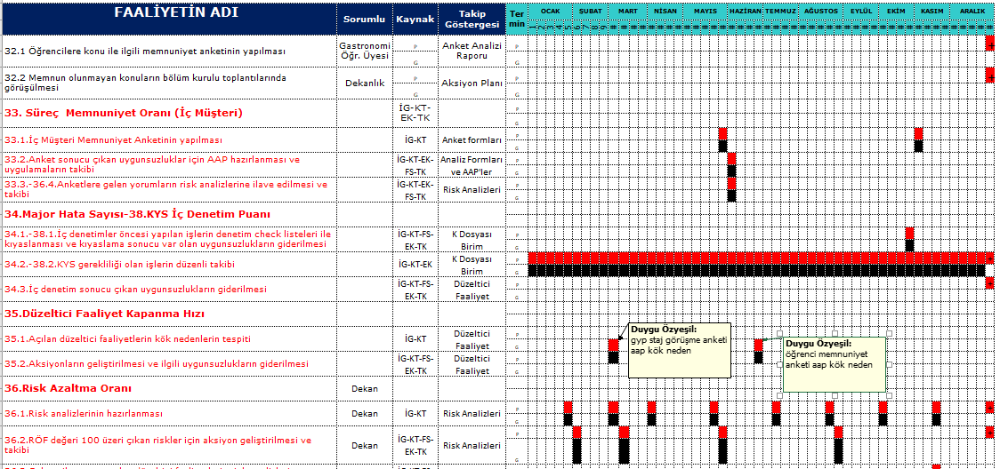 FAALİYETİN ADI
Sorumlu
Kaynak
Takip
Göstergesi
Ter
min
OCAK
ŞUBAT
MART
NİSAN
MAYIS
HAZİRAN
TEMMUZ
AĞUSTOS
EYLÜL
EKİM
KASIM
ARALIK
32.1 Öğrencilere konu ile ilgili memnuniyet anketinin yapılması
Gastronomi
Öğr. Üyesi
P
G
Anket Analizi
Raporu
P
G
32.2 Memnun olunmayan konuların bölüm kurulu toplantılarında
görüşülmesi
Dekanlık
P
G
Aksiyon Planı
P
G
33. Süreç  Memnuniyet Oranı (İç Müşteri)
İG-KT-
EK-TK
P
G
33.1.İç Müşteri Memnuniyet Anketinin yapılması
İG-KT
Anket formları
P
G
33.2.Anket sonucu çıkan uygunsuzluklar için AAP hazırlanması ve
uygulamaların takibi
İG-KT-EK-
FS-TK
Analiz Formları
ve AAP'ler
P
G
33.3.-36.4.Anketlere gelen yorumların risk analizlerine ilave edilmesi ve
takibi
İG-KT-EK-
FS-TK
Risk Analizleri
P
G
34.Major Hata Sayısı-38.KYS İç Denetim Puanı
34.1.-38.1.İç denetimler öncesi yapılan işlerin denetim check listeleri ile
kıyaslanması ve kıyaslama sonucu var olan uygunsuzlukların giderilmesi
İG-KT-FS-
EK-TK
K Dosyası
Birim
P
G
34.2.-38.2.KYS gerekliliği olan işlerin düzenli takibi
İG-KT-EK
K Dosyası
Birim
P
G
34.3.İç denetim sonucu çıkan uygunsuzlukların giderilmesi
İG-KT-FS-
EK-TK
Düzeltici
Faaliyet
P
G
35.Düzeltici Faaliyet Kapanma Hızı
35.1.Açılan düzeltici faaliyetlerin kök nedenlerin tespiti
İG-KT
Düzeltici
Faaliyet
P
G
Duygu Özyeşil:
gyp staj görüşme anketi
aap kök neden
Duygu Özyeşil:
öğrenci memnuniyet
anketi aap kök neden
35.2.Aksiyonların geliştirilmesi ve ilgili uygunsuzlukların giderilmesi
İG-KT-FS-
EK-TK
Düzeltici
Faaliyet
P
G
36.Risk Azaltma Oranı
Dekan
36.1.Risk analizlerinin hazırlanması
Dekan
İG-KT
Risk Analizleri
P
G
36.2.RÖF değeri 100 üzeri çıkan riskler için aksiyon geliştirilmesi ve
takibi
Dekan
İG-KT-FS-
EK-TK
Risk Analizleri
P
G